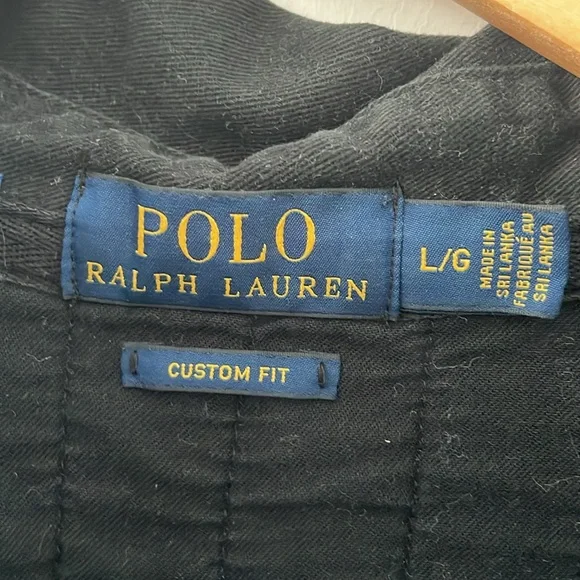 POLO
RALPH LAUREN
L/G
MADE IN
SRI LANKA
FABRIQUÉ AU
SRI LANKA
CUSTOM FIT